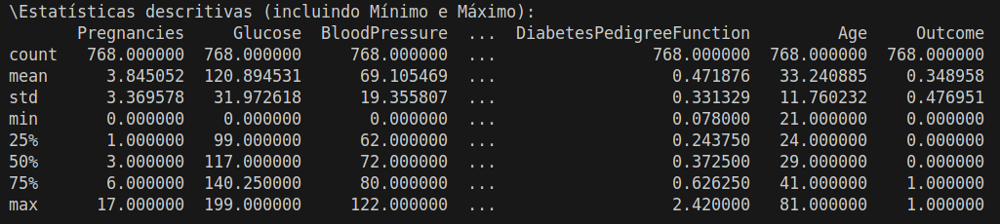 \Estatísticas descritivas (incluindo Mínimo e Máximo):
       Pregnancies     Glucose  BloodPressure  ...  DiabetesPedigreeFunction         Age     Outcome
count   768.000000  768.000000     768.000000  ...                768.000000  768.000000  768.000000
mean      3.845052  120.894531      69.105469  ...                  0.471876   33.240885    0.348958
std       3.369578   31.972618      19.355807  ...                  0.331329   11.760232    0.476951
min       0.000000    0.000000       0.000000  ...                  0.078000   21.000000    0.000000
25%       1.000000   99.000000      62.000000  ...                  0.243750   24.000000    0.000000
50%       3.000000  117.000000      72.000000  ...                  0.372500   29.000000    0.000000
75%       6.000000  140.250000      80.000000  ...                  0.626250   41.000000    1.000000
max      17.000000  199.000000     122.000000  ...                  2.420000   81.000000    1.000000